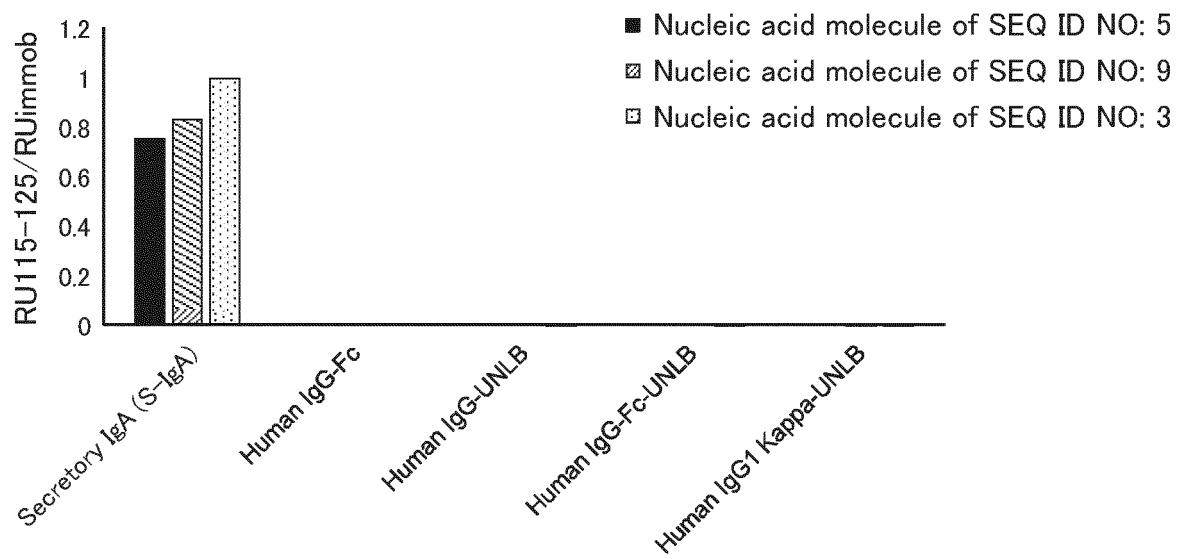 Nucleic acid molecule of SEQ ID NO: 5
Nucleic acid molecule of SEQ ID NO: 9
Nucleic acid molecule of SEQ ID NO: 3
RU115-125/RUimmob
1.2
1
0.8
0.6
0.4
0.2
0
Secretory IgA (S-IgA)
Human IgG-Fc
Human IgG-UNLB
Human IgG-Fc-UNLB
Human IgG1 Kappa-UNLB